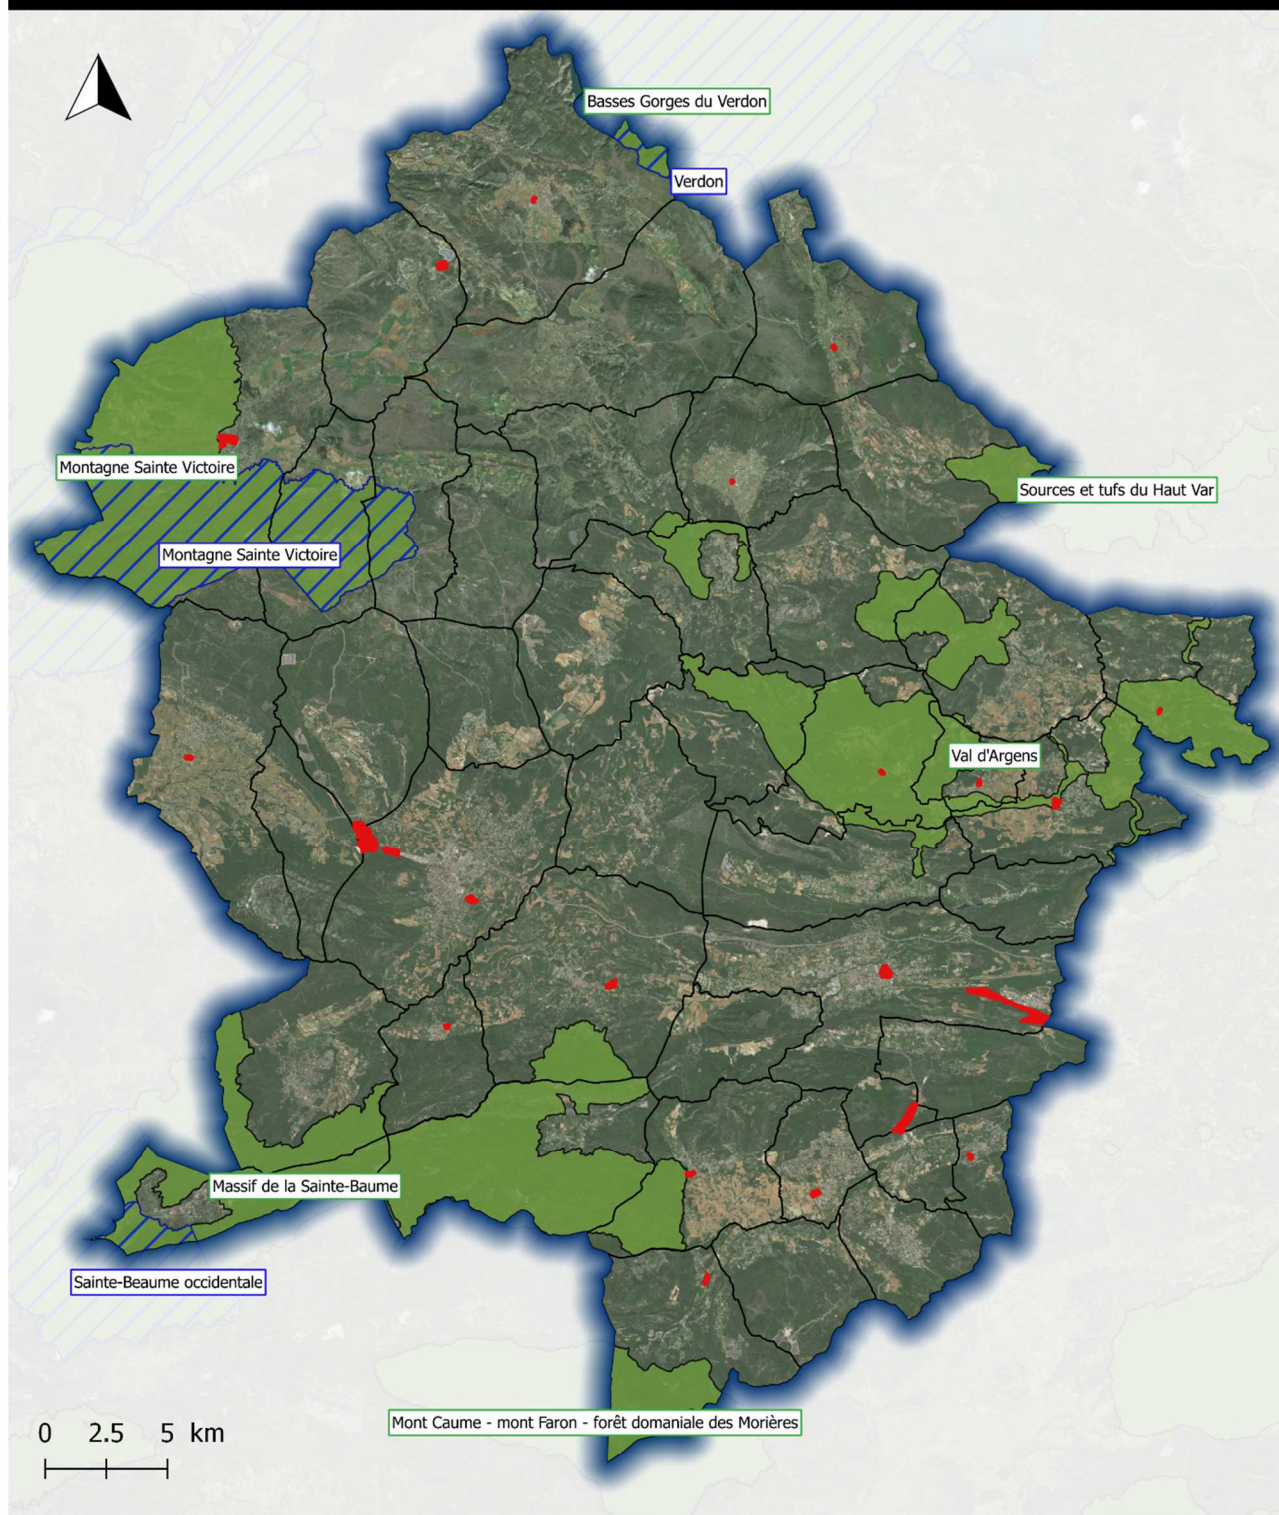 Basses Gorges du Verdon
Verdon
Montagne Sainte Victoire
Sources et tufs du Haut Var
Montagne Sainte Victoire
Val d'Argens
Massif de la Sainte-Baume
Sainte-Beaume occidentale
Mont Caume - mont Faron - forêt domaniale des Morières
0 2.5 5 km